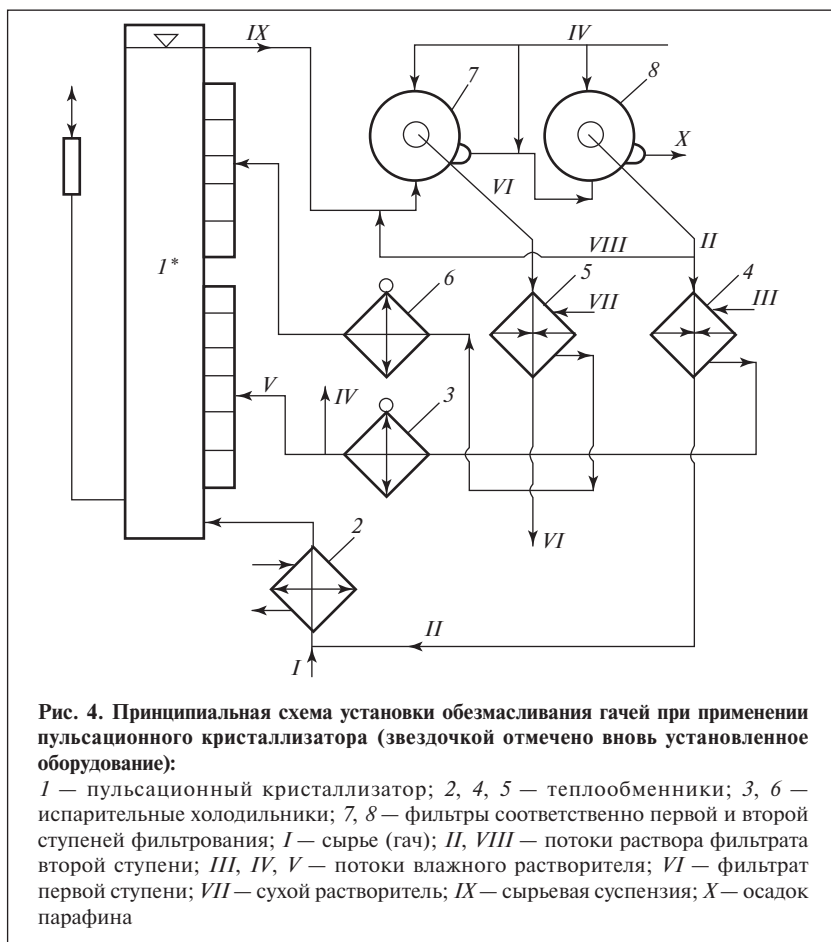 IX
IV
7
8
X
VI
VIII
II
1*
6
5
4
VII
III
V
IV
3
2
VI
II
I
Рис. 4. Принципиальная схема установки обезмасливания гачей при применении
пульсационного кристаллизатора (звездочкой отмечено вновь установленное
оборудование):
1 — пульсационный кристаллизатор; 2, 4, 5 — теплообменники; 3, 6 —
испарительные холодильники; 7, 8 — фильтры соответственно первой и второй
ступеней фильтрования; I — сырье (гач); II, VIII — потоки раствора фильтрата
второй ступени; III, IV, V — потоки влажного растворителя; VI — фильтрат
первой ступени; VII — сухой растворитель; IX — сырьевая суспензия; X — осадок
парафина